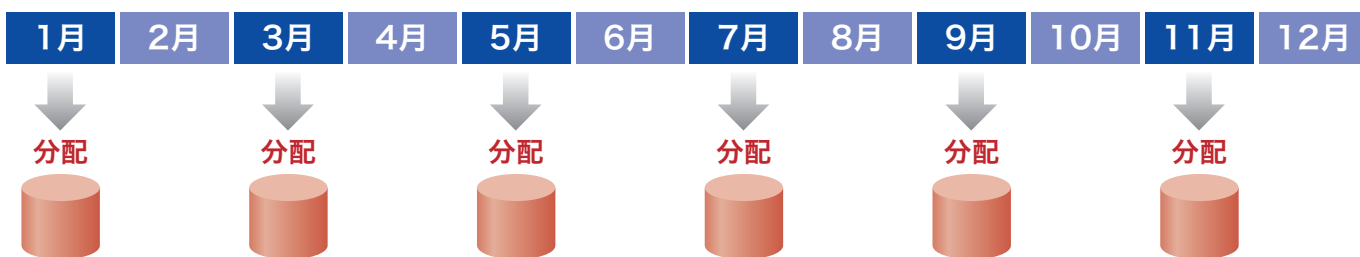 1月 2月 3月 4月 5月 6月 7月 8月 9月 10月 11月 12月
分配 分配 分配 分配 分配 分配